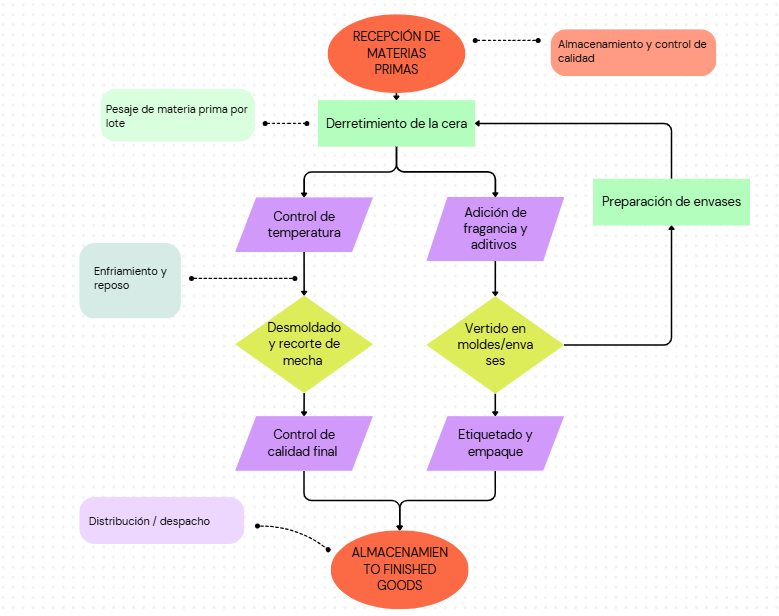 RECEPCIÓN DE
MATERIAS
PRIMAS
Almacenamiento y control de
calidad
Pesaje de materia prima por
lote
Derretimiento de la cera
Control de
temperatura
Adición de
fragancia y
aditivos
Preparación de envases
Enfriamiento y
reposo
Desmoldado
y recorte de
mecha
Vertido en
moldes/enva
ses
Control de
calidad final
Etiquetado y
empaque
Distribución / despacho
ALMACENAMIEN
TO FINISHED
GOODS